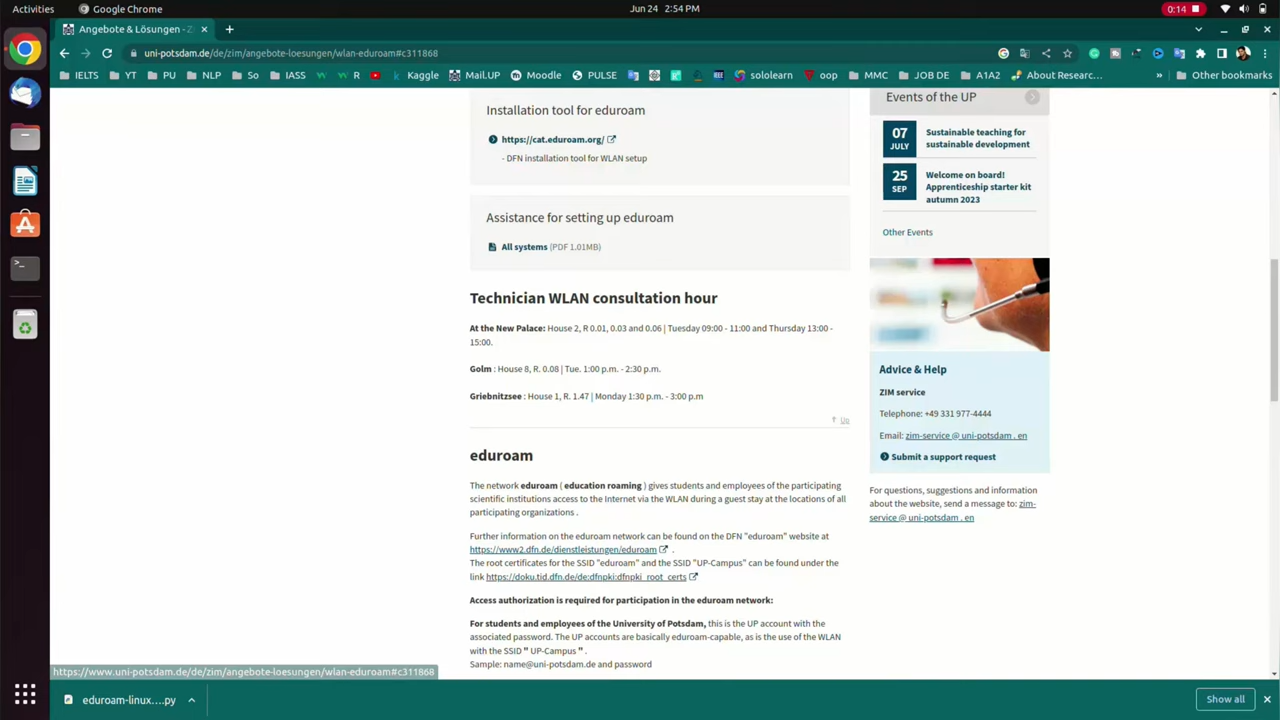 Activities
Google Chrome
Jun 24 2:54 PM
0:14
Angebote & Lösungen - Z
uni-potsdam.de/de/zim/angebote-loesungen/wlan-eduroam#c311868
IELTS
YT
PU
NLP
So
IASS
R
Kaggle
Mail.UP
Moodle
PULSE
sololearn
oop
MMC
JOB DE
A1A2
About Researc...
»
Other bookmarks
Installation tool for eduroam
https://cat.eduroam.org/
- DFN installation tool for WLAN setup
Assistance for setting up eduroam
All systems (PDF 1.01MB)
Technician WLAN consultation hour
At the New Palace: House 2, R 0.01, 0.03 and 0.06 | Tuesday 09:00 - 11:00 and Thursday 13:00 -
15:00.
Golm : House 8, R. 0.08 | Tue. 1:00 p.m. - 2:30 p.m.
Griebnitzsee : House 1, R. 1.47 | Monday 1:30 p.m. - 3:00 p.m
Up
eduroam
The network eduroam ( education roaming ) gives students and employees of the participating
scientific institutions access to the Internet via the WLAN during a guest stay at the locations of all
participating organizations .
Further information on the eduroam network can be found on the DFN "eduroam" website at
https://www2.dfn.de/dienstleistungen/eduroam .
The root certificates for the SSID "eduroam" and the SSID "UP-Campus" can be found under the
link https://doku.tid.dfn.de/de:dfnpki:dfnpki_root_certs
Access authorization is required for participation in the eduroam network:
For students and employees of the University of Potsdam, this is the UP account with the
associated password. The UP accounts are basically eduroam-capable, as is the use of the WLAN
with the SSID " UP-Campus " .
Sample: name@uni-potsdam.de and password
Events of the UP
07
JULY
Sustainable teaching for
sustainable development
25
SEP
Welcome on board!
Apprenticeship starter kit
autumn 2023
Other Events
Advice & Help
ZIM service
Telephone: +49 331 977-4444
Email: zim-service @ uni-potsdam . en
Submit a support request
For questions, suggestions and information
about the website, send a message to: zim-
service @ uni-potsdam . en
https://www.uni-potsdam.de/de/zim/angebote-loesungen/wlan-eduroam#c311868
eduroam-linux....py
Show all